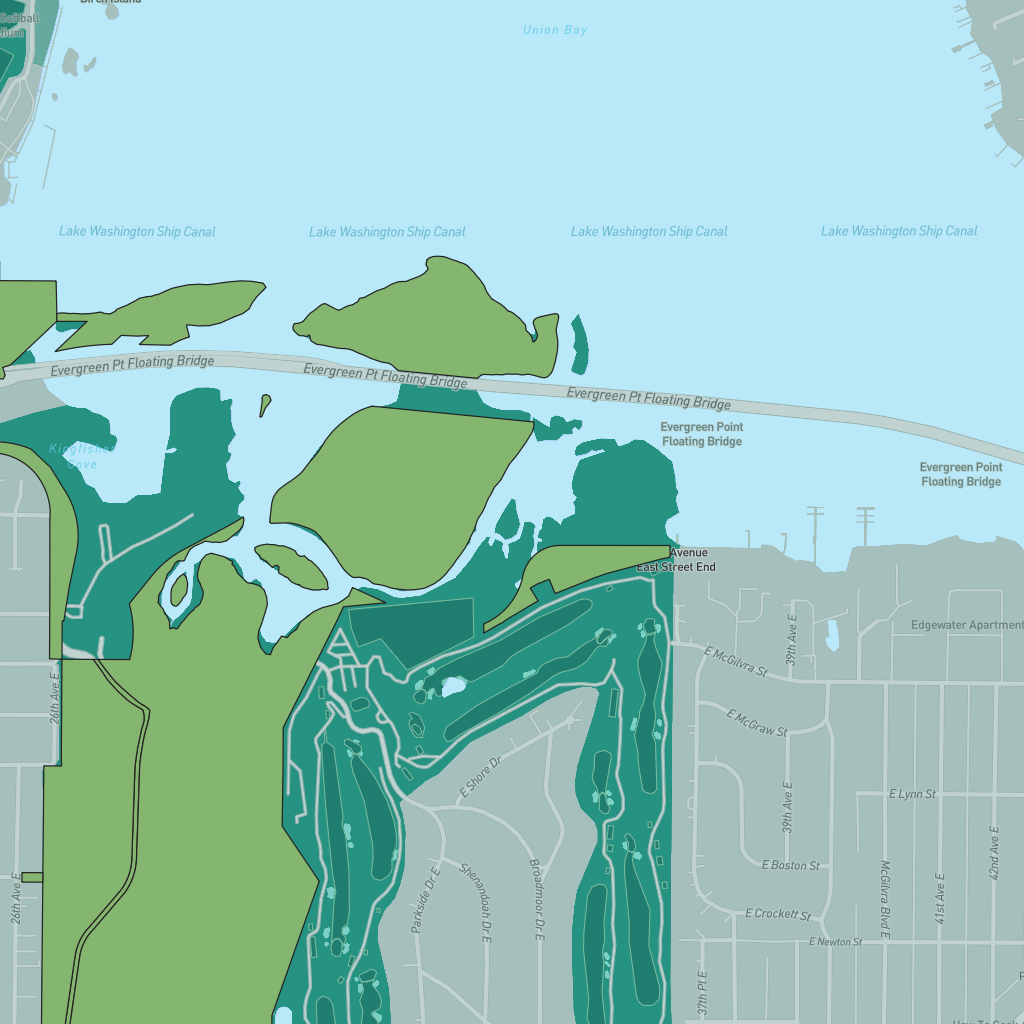 Birch Island
Softball
Union Bay
Lake Washington Ship Canal
Lake Washington Ship Canal
Lake Washington Ship Canal
Lake Washington Ship Canal
Evergreen Pt Floating Bridge
Evergreen Pt Floating Bridge
Evergreen Pt Floating Bridge
Evergreen Point
Floating Bridge
Kingfisher
Cove
Evergreen Point
Floating Bridge
Avenue
East Street End
Edgewater Apartment
E McGilvra St
39th Ave E
26th Ave E
E McGraw St
E Shore Dr
E Lynn St
39th Ave E
42nd Ave E
E Boston St
26th Ave E
Parkside Dr E
Shenandoah Dr E
Broadmoor Dr E
McGilvra Blvd E
41st Ave E
E Crockett St
E Newton St
37th Pl E